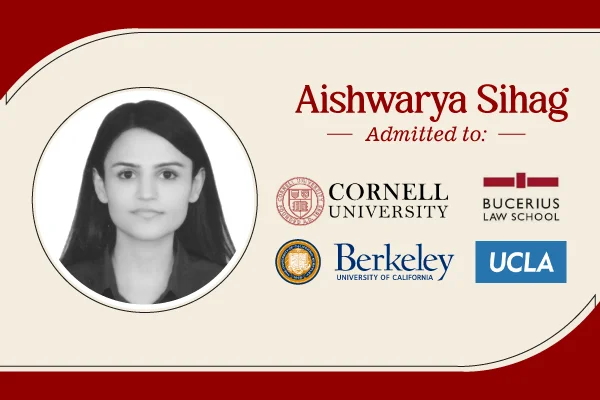 Aishwarya Sihag
Admitted to:
CORNELL
UNIVERSITY
BUCERIUS
LAW SCHOOL
Berkeley
UNIVERSITY OF CALIFORNIA
UCLA